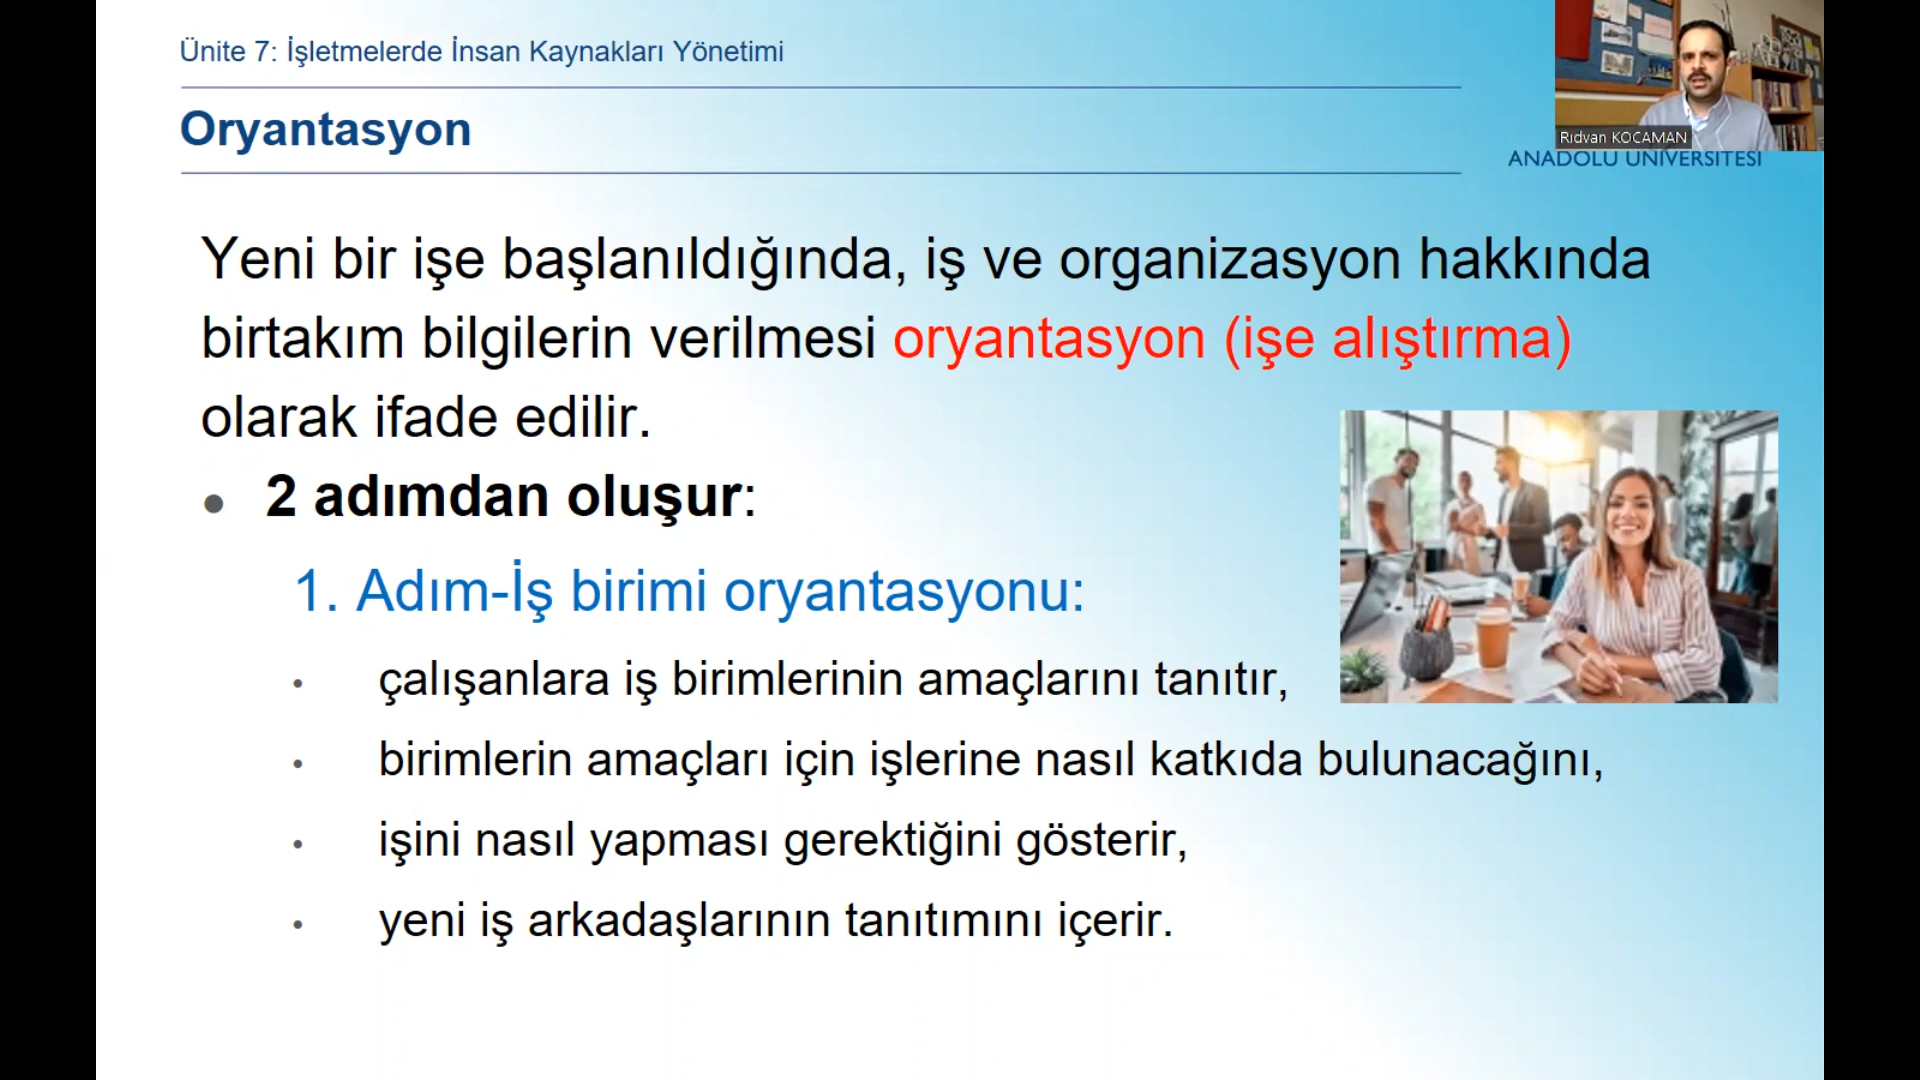 Ünite 7: İşletmelerde İnsan Kaynakları Yönetimi
Oryantasyon
Rıdvan KOCAMAN
ANADOLU ÜNİVERSİTESİ
Yeni bir işe başlanıldığında, iş ve organizasyon hakkında
birtakım bilgilerin verilmesi oryantasyon (işe alıştırma)
olarak ifade edilir.
● 2 adımdan oluşur:
1. Adım-İş birimi oryantasyonu:
• çalışanlara iş birimlerinin amaçlarını tanıtır,
• birimlerin amaçları için işlerine nasıl katkıda bulunacağını,
• işini nasıl yapması gerektiğini gösterir,
• yeni iş arkadaşlarının tanıtımını içerir.